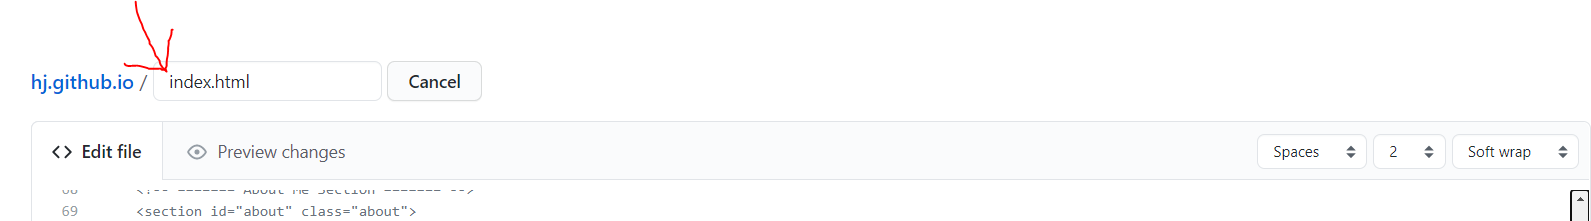 hj.github.io / index.html Cancel
Edit file Preview changes Spaces 2 Soft wrap
69 <section id="about" class="about">